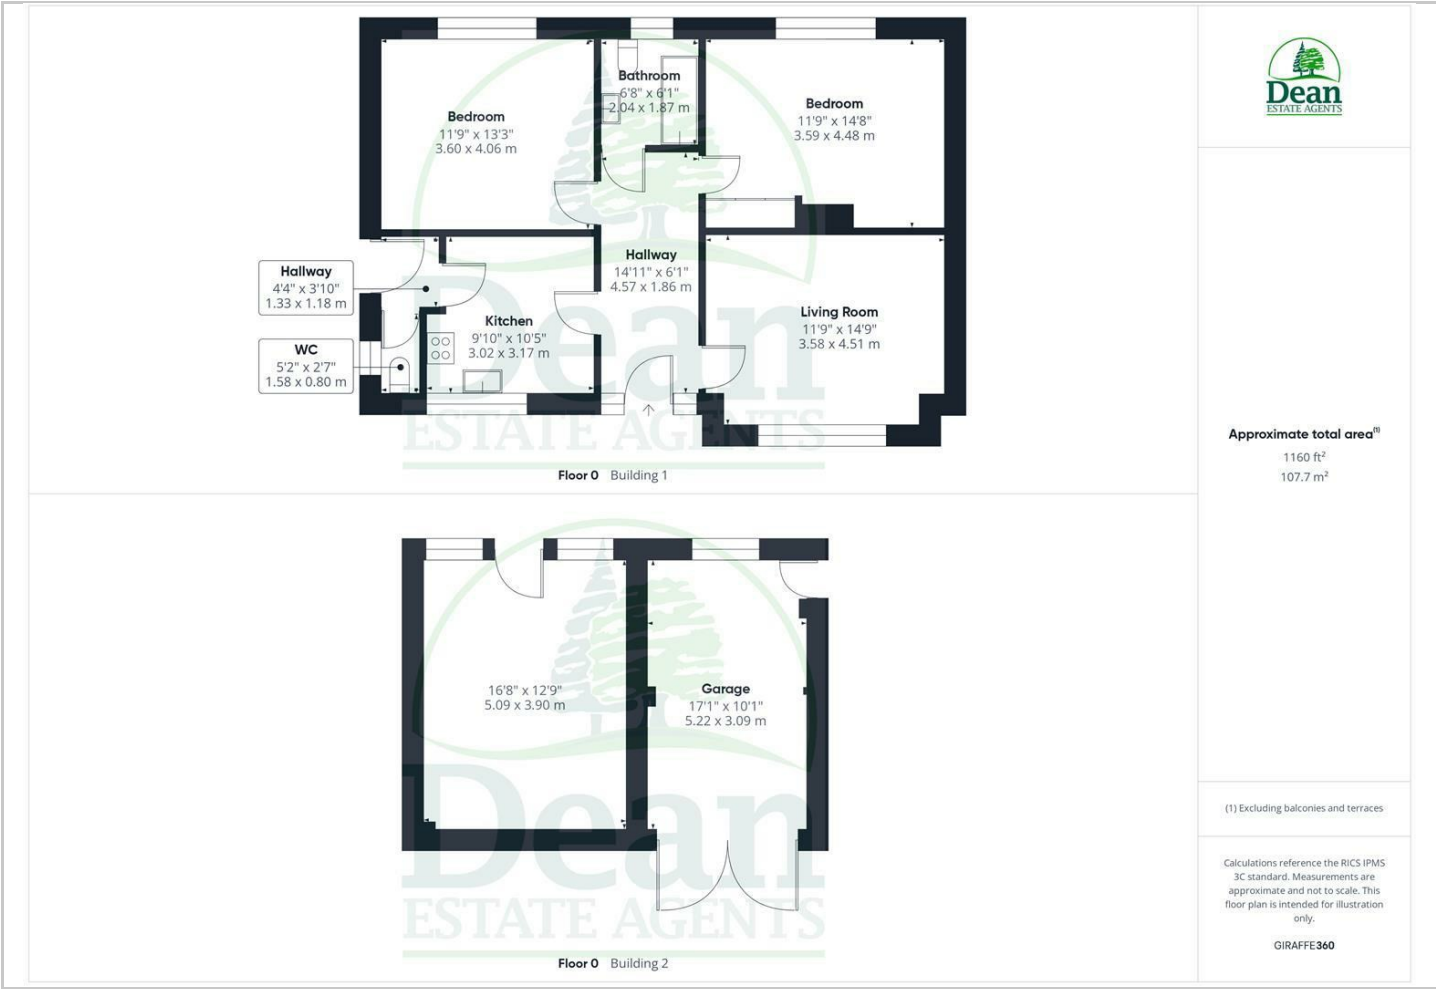 Bedroom
11'9" x 13'3"
3.60 x 4.06 m
Bathroom
6'8" x 6'1"
2.04 x 1.87 m
Bedroom
11'9" x 14'8"
3.59 x 4.48 m
Hallway
4'4" x 3'10"
1.33 x 1.18 m
WC
5'2" x 2'7"
1.58 x 0.80 m
Kitchen
9'10" x 10'5"
3.02 x 3.17 m
Hallway
14'11" x 6'1"
4.57 x 1.86 m
Living Room
11'9" x 14'9"
3.58 x 4.51 m
Dean
ESTATE AGENTS
Floor 0 Building 1
16'8" x 12'9"
5.09 x 3.90 m
Garage
17'1" x 10'1"
5.22 x 3.09 m
Dean
ESTATE AGENTS
Floor 0 Building 2
Dean
ESTATE AGENTS
Approximate total area(1)
1160 ft²
107.7 m²
(1) Excluding balconies and terraces
Calculations reference the RICS IPMS
3C standard. Measurements are
approximate and not to scale. This
floor plan is intended for illustration
only.
GIRAFFE360